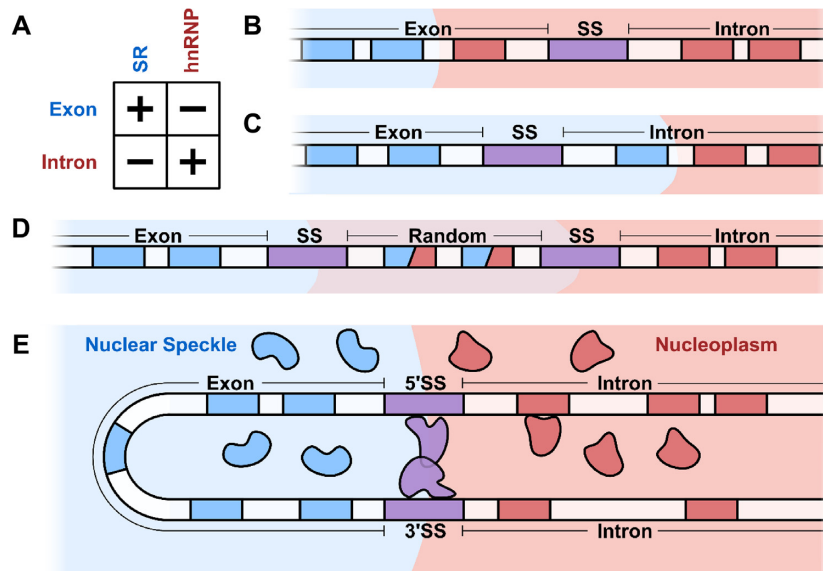 A
SR
hnRNP
Exon
+ −
Intron
− +
B
Exon SS Intron
C
Exon SS Intron
D
Exon SS Random SS Intron
E
Nuclear Speckle Nucleoplasm
Exon 5'SS Intron
3'SS Intron